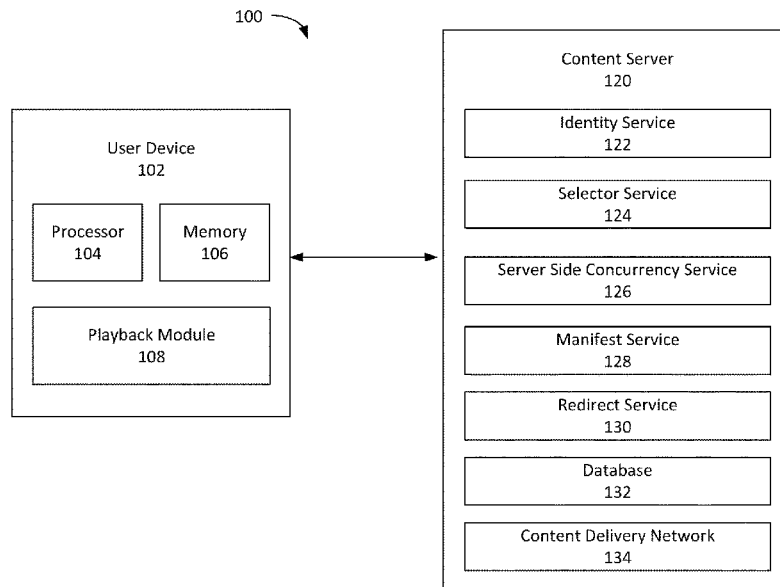 100
User Device
102
Processor
104
Memory
106
Playback Module
108
Content Server
120
Identity Service
122
Selector Service
124
Server Side Concurrency Service
126
Manifest Service
128
Redirect Service
130
Database
132
Content Delivery Network
134